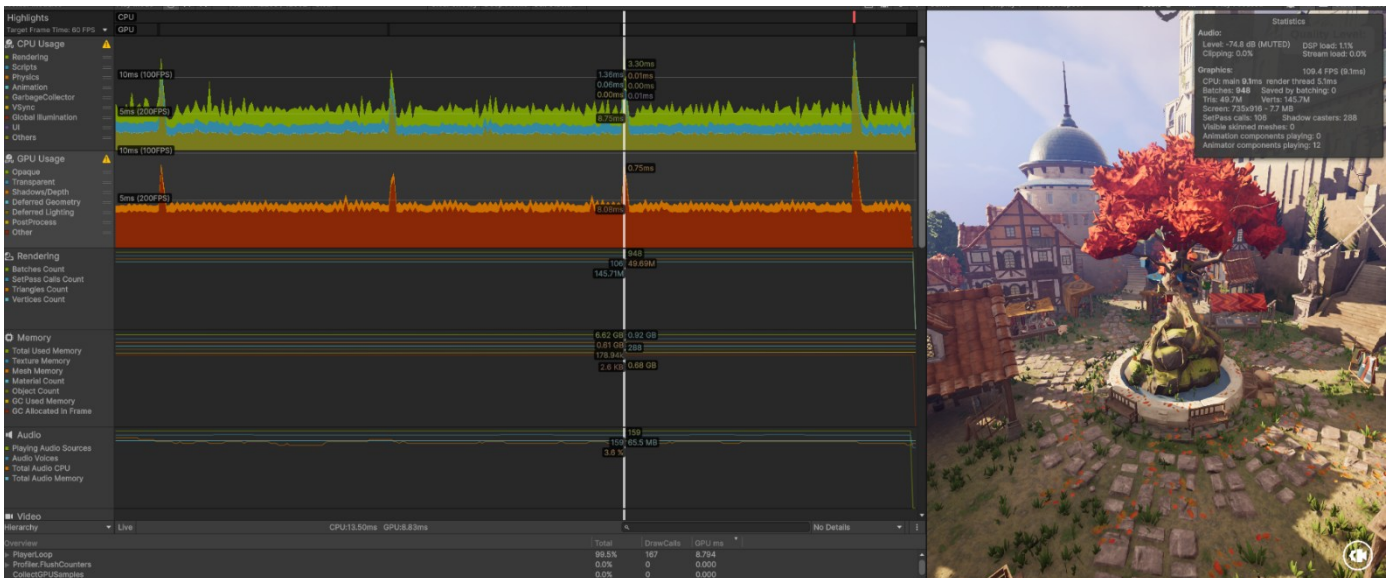 Highlights
CPU
Target Frame Time: 60 FPS
GPU
CPU Usage
Rendering
Scripts
Physics
Animation
GarbageCollector
VSync
Global Illumination
UI
Others
10ms (100FPS)
5ms (200FPS)
3.30ms
1.36ms 0.01ms
0.06ms 0.00ms
0.00ms 0.01ms
8.75ms
GPU Usage
Opaque
Transparent
Shadows/Depth
Deferred Geometry
Deferred Lighting
PostProcess
Other
10ms (100FPS)
5ms (200FPS)
0.75ms
8.08ms
Rendering
Batches Count
SetPass Calls Count
Triangles Count
Vertices Count
948
106 49.69M
145.71M
Memory
Total Used Memory
Texture Memory
Mesh Memory
Material Count
Object Count
GC Used Memory
GC Allocated In Frame
6.62 GB 0.92 GB
0.61 GB 288
178.94k
2.6 KB 0.68 GB
Audio
Playing Audio Sources
Audio Voices
Total Audio CPU
Total Audio Memory
159
159 65.5 MB
3.6 %
Video
Hierarchy
Live
CPU:13.50ms GPU:8.83ms
No Details
Overview
Total DrawCalls GPU ms
PlayerLoop 99.5% 167 8.794
Profiler.FlushCounters 0.0% 0 0.000
CollectGPUSamples 0.0% 0 0.000
Statistics
Audio:
Level: -74.8 dB (MUTED) DSP load: 1.1%
Clipping: 0.0% Stream load: 0.0%
Graphics: 109.4 FPS (9.1ms)
CPU: main 9.1ms render thread 5.1ms
Batches: 948 Saved by batching: 0
Tris: 49.7M Verts: 145.7M
Screen: 735x916 - 7.7 MB
SetPass calls: 106 Shadow casters: 288
Visible skinned meshes: 0
Animation components playing: 0
Animator components playing: 12